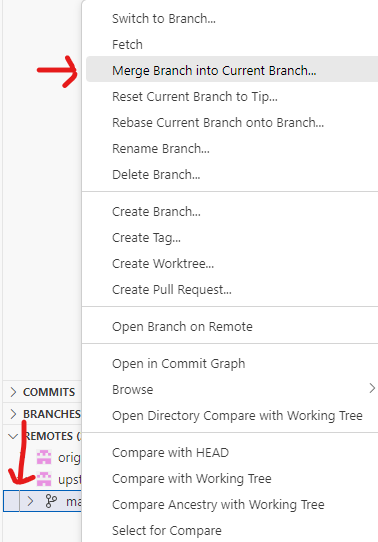 Switch to Branch...
Fetch
Merge Branch into Current Branch...
Reset Current Branch to Tip...
Rebase Current Branch onto Branch...
Rename Branch...
Delete Branch...
Create Branch...
Create Tag...
Create Worktree...
Create Pull Request...
Open Branch on Remote
Open in Commit Graph
Browse
Open Directory Compare with Working Tree
Compare with HEAD
Compare with Working Tree
Compare Ancestry with Working Tree
Select for Compare
COMMITS
BRANCHES
REMOTES (
orig
upst
ma